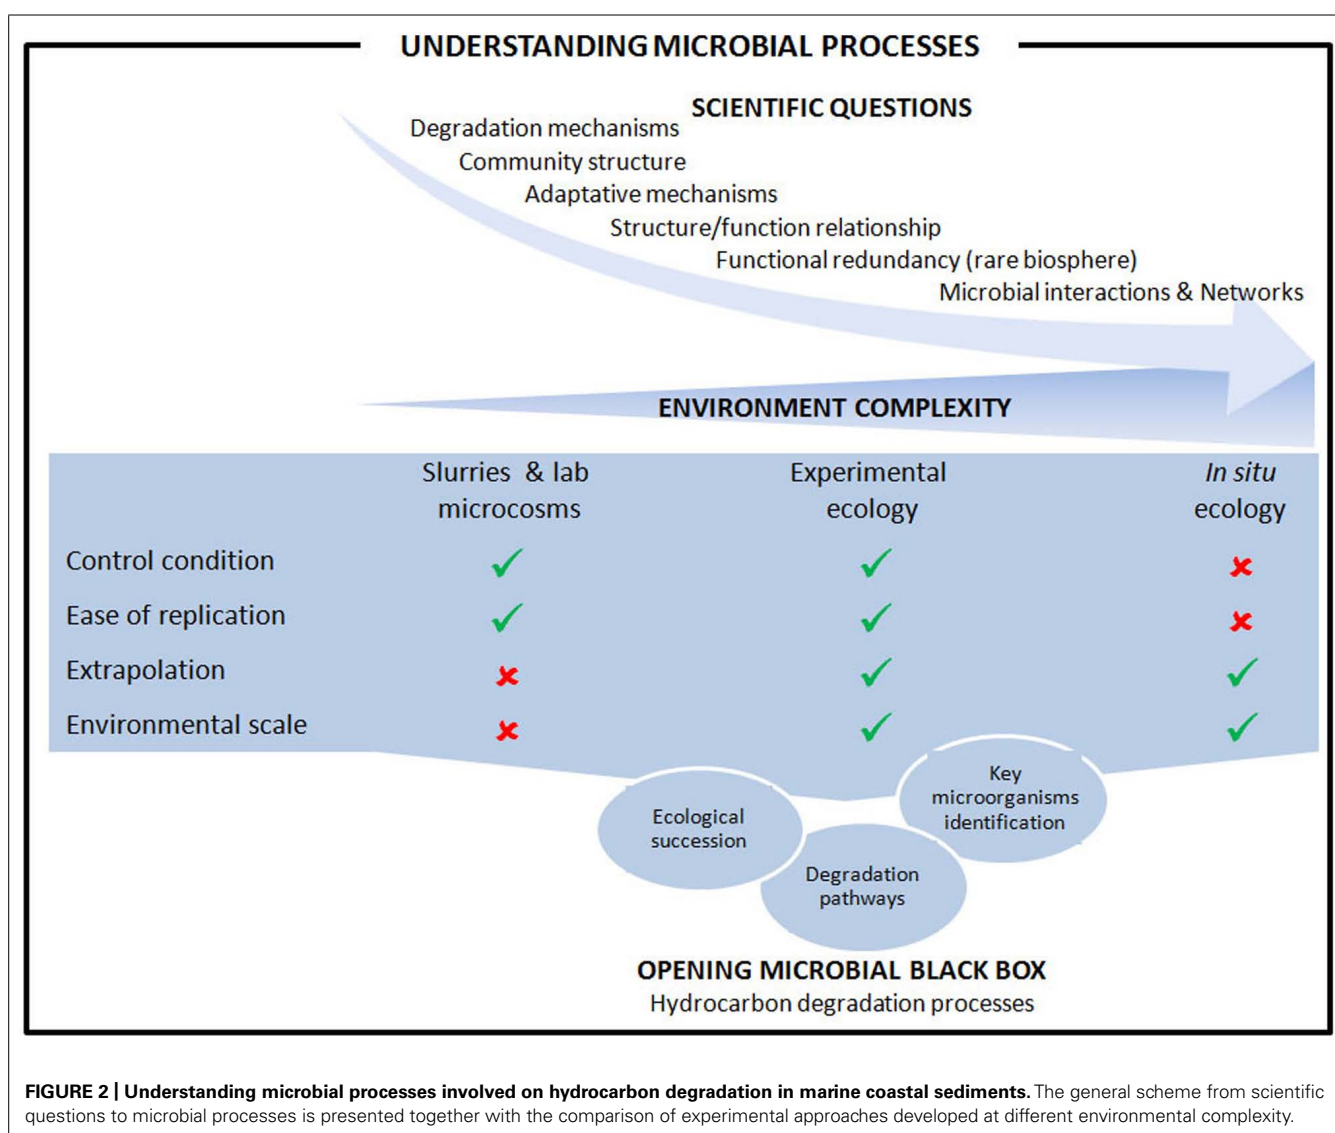 UNDERSTANDING MICROBIAL PROCESSES
SCIENTIFIC QUESTIONS
Degradation mechanisms
Community structure
Adaptative mechanisms
Structure/function relationship
Functional redundancy (rare biosphere)
Microbial interactions & Networks
ENVIRONMENT COMPLEXITY
Slurries & lab
microcosms
Experimental
ecology
In situ
ecology
Control condition ✓ ✓ ✘
Ease of replication ✓ ✓ ✘
Extrapolation ✘ ✓ ✓
Environmental scale ✘ ✓ ✓
Ecological
succession
Degradation
pathways
Key
microorganisms
identification
OPENING MICROBIAL BLACK BOX
Hydrocarbon degradation processes
FIGURE 2 | Understanding microbial processes involved on hydrocarbon degradation in marine coastal sediments. The general scheme from scientific
questions to microbial processes is presented together with the comparison of experimental approaches developed at different environmental complexity.